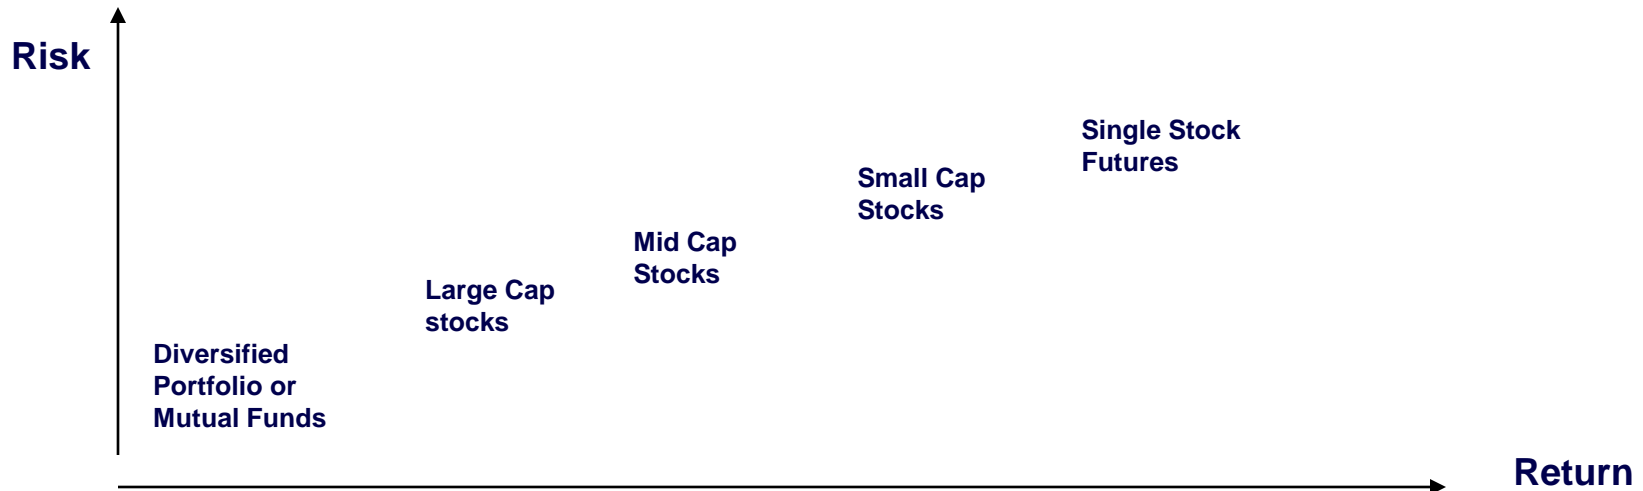 Risk
Single Stock
Futures
Small Cap
Stocks
Mid Cap
Stocks
Large Cap
stocks
Diversified
Portfolio or
Mutual Funds
Return